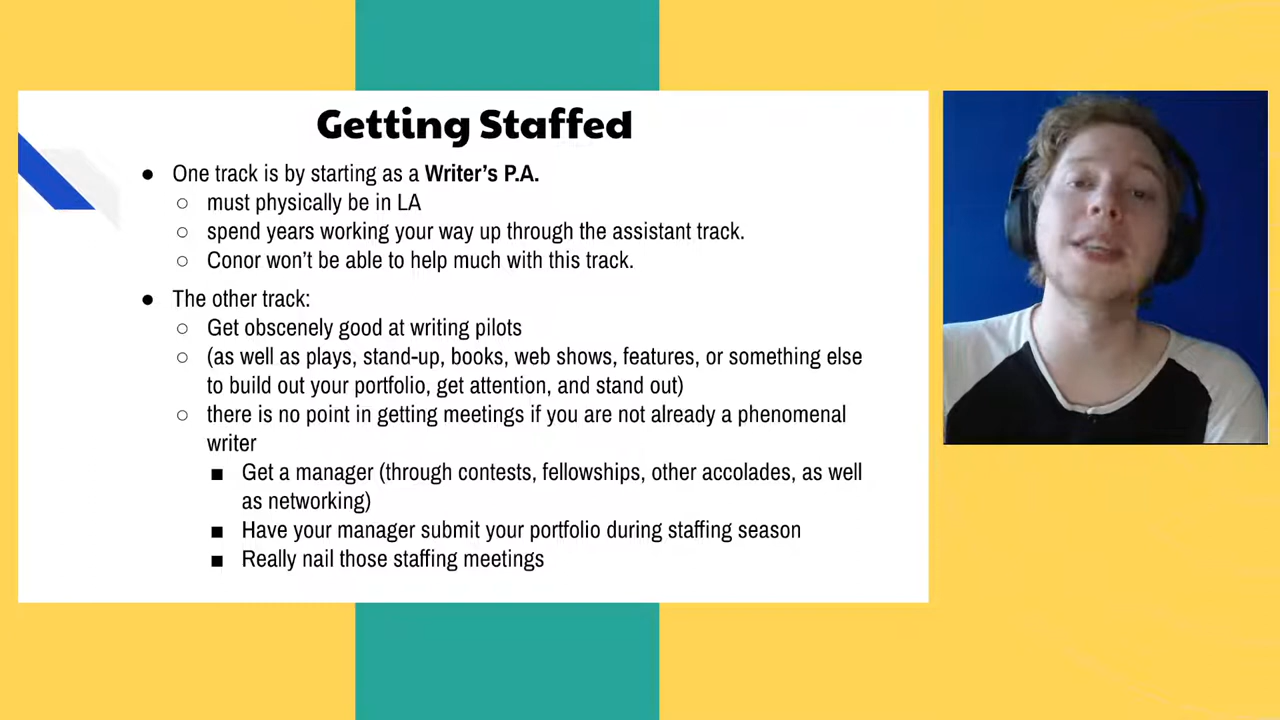 Getting Staffed
● One track is by starting as a Writer's P.A.
○ must physically be in LA
○ spend years working your way up through the assistant track.
○ Conor won't be able to help much with this track.
● The other track:
○ Get obscenely good at writing pilots
○ (as well as plays, stand-up, books, web shows, features, or something else
to build out your portfolio, get attention, and stand out)
○ there is no point in getting meetings if you are not already a phenomenal
writer
■ Get a manager (through contests, fellowships, other accolades, as well
as networking)
■ Have your manager submit your portfolio during staffing season
■ Really nail those staffing meetings